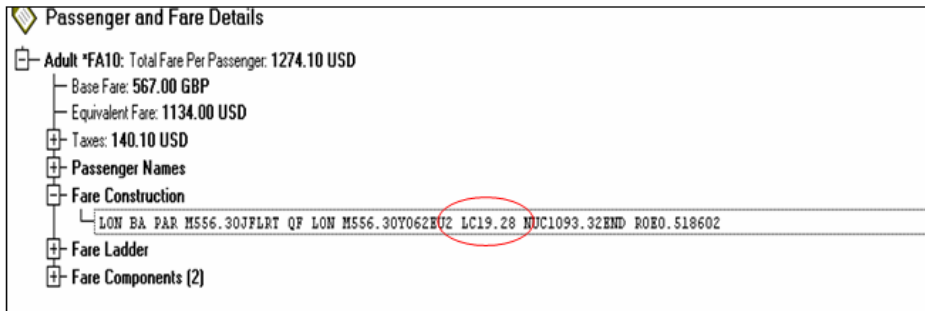 Passenger and Fare Details
Adult *FA10: Total Fare Per Passenger: 1274.10 USD
Base Fare: 567.00 GBP
Equivalent Fare: 1134.00 USD
Taxes: 140.10 USD
Passenger Names
Fare Construction
LON BA PAR M556.30JFLRT QF LON M556.30Y062EU2 LC19.28 NUC1093.32END ROE0.518602
Fare Ladder
Fare Components (2)